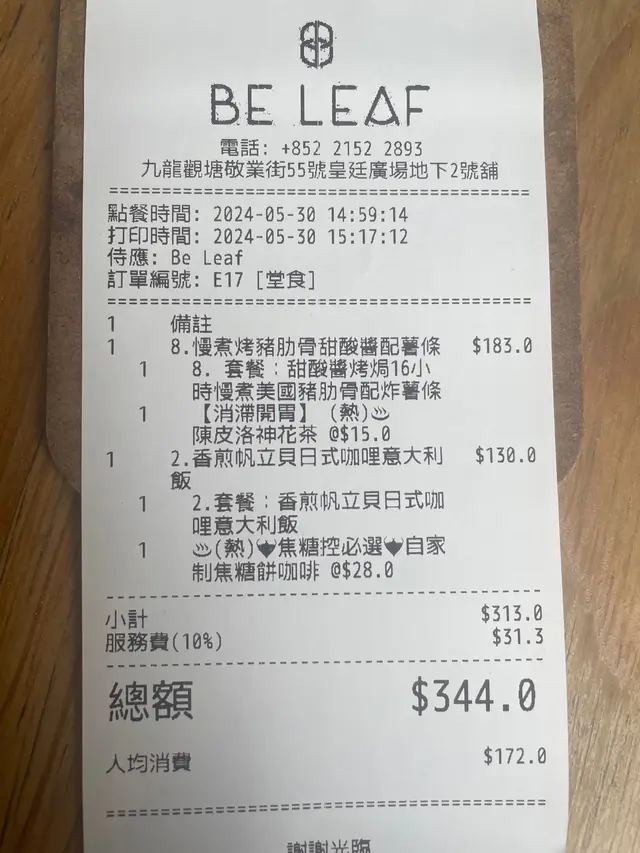 BE LEAF
電話: +852 2152 2893
九龍觀塘敬業街55號皇廷廣場地下2號舖
================================================
點餐時間: 2024-05-30 14:59:14
打印時間: 2024-05-30 15:17:12
侍應: Be Leaf
訂單編號: E17 [堂食]
================================================
1 備註
1 8.慢煮烤豬肋骨甜酸醬配薯條 $183.0
1 8. 套餐：甜酸醬烤焗16小
時慢煮美國豬肋骨配炸薯條
1 【消滯開胃】 (熱)♨
陳皮洛神花茶 @$15.0
1 2.香煎帆立貝日式咖哩意大利 $130.0
飯
1 2.套餐：香煎帆立貝日式咖
哩意大利飯
1 ♨(熱)❤焦糖控必選❤自家
制焦糖餅咖啡 @$28.0
------------------------------------------------
小計 $313.0
服務費(10%) $31.3
------------------------------------------------
總額 $344.0
人均消費 $172.0
================================================
謝謝光臨